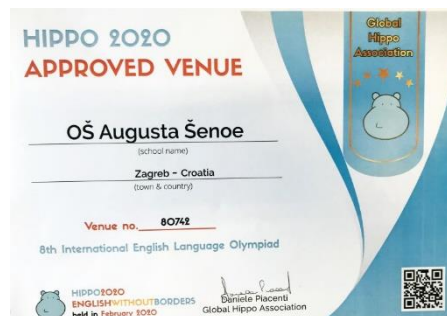 HIPPO 2020
APPROVED VENUE
Global
Hippo
Association
OŠ Augusta Šenoe
(school name)
Zagreb - Croatia
(town & country)
Venue no. 80742
8th International English Language Olympiad
HIPPO2020
ENGLISHWITHOUTBORDERS
held in February 2020
Daniele Piacenti
Global Hippo Association